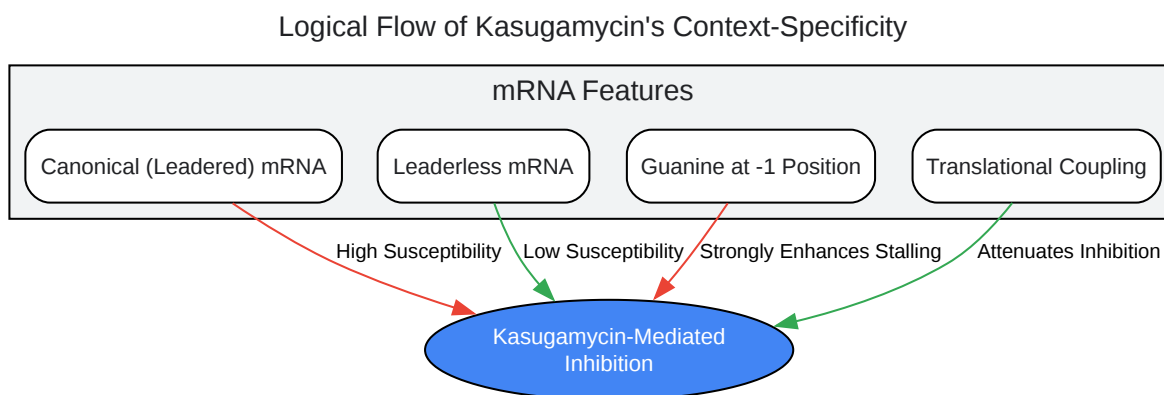 Logical Flow of Kasugamycin's Context-Specificity
mRNA Features
Canonical (Leadered) mRNA
Leaderless mRNA
Guanine at -1 Position
Translational Coupling
High Susceptibility
Low Susceptibility
Strongly Enhances Stalling
Attenuates Inhibition
Kasugamycin-Mediated
Inhibition